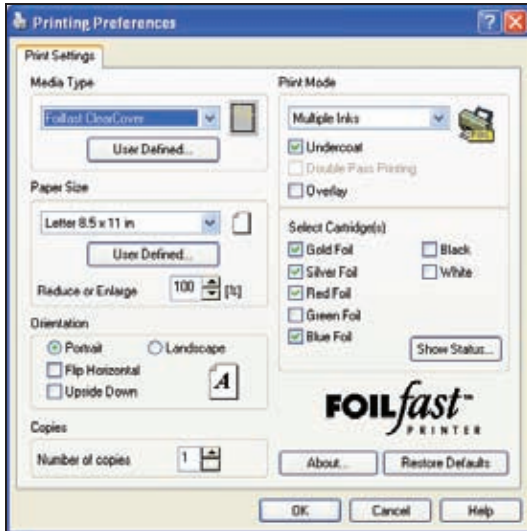 Printing Preferences
Print Settings
Media Type
Foilfast ClearCover
User Defined...
Paper Size
Letter 8.5 x 11 in
User Defined...
Reduce or Enlarge 100 [%]
Orientation
Portrait Landscape
Flip Horizontal
Upside Down
A
Copies
Number of copies 1
Print Mode
Multiple Inks
Undercoat
Double Pass Printing
Overlay
Select Cartridge(s)
Gold Foil Black
Silver Foil White
Red Foil
Green Foil
Blue Foil
Show Status...
FOILfast™
PRINTER
About... Restore Defaults
OK Cancel Help